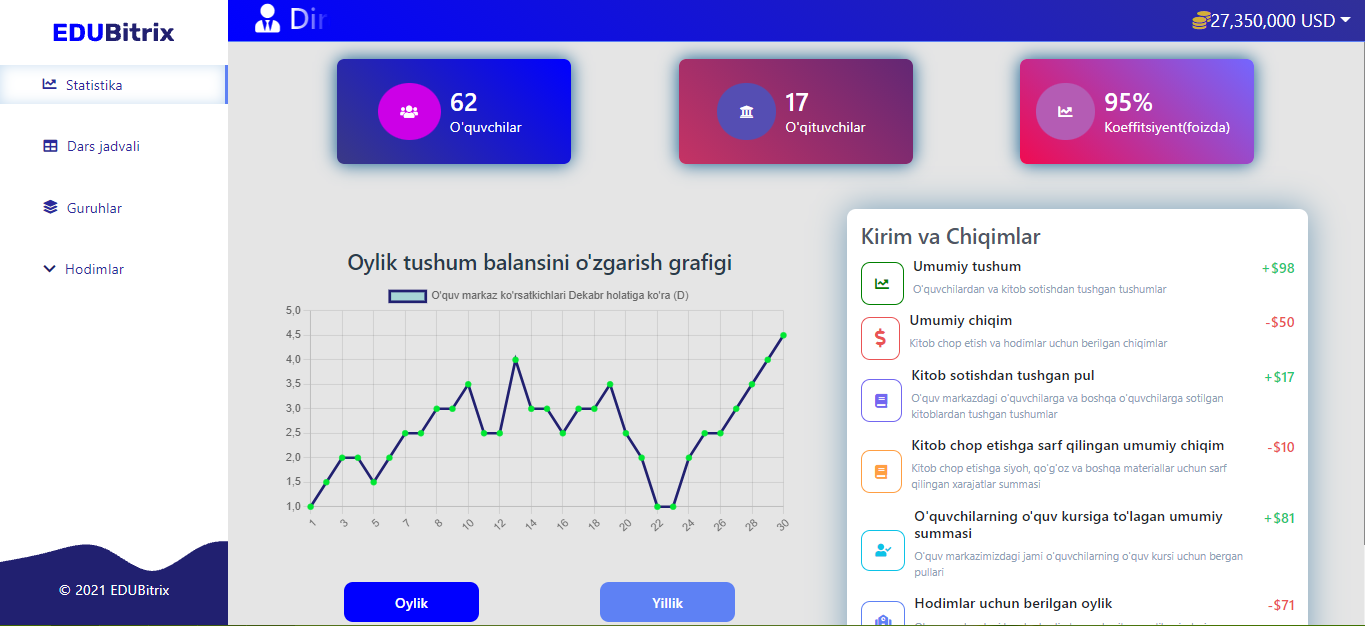 EDUBitrix
Statistika
Dars jadvali
Guruhlar
Hodimlar
© 2021 EDUBitrix
Dir
27,350,000 USD
62
O'quvchilar
17
O'qituvchilar
95%
Koeffitsiyent(foizda)
Oylik tushum balansini o'zgarish grafigi
O'quv markaz ko'rsatkichlari Dekabr holatiga ko'ra (D)
5,0
4,5
4,0
3,5
3,0
2,5
2,0
1,5
1,0
1 3 5 7 8 10 12 14 16 18 20 22 24 26 28 30
Oylik
Yillik
Kirim va Chiqimlar
Umumiy tushum +$98
O'quvchilardan va kitob sotishdan tushgan tushumlar
Umumiy chiqim -$50
Kitob chop etish va hodimlar uchun berilgan chiqimlar
Kitob sotishdan tushgan pul +$17
O'quv markazdagi o'quvchilarga va boshqa o'quvchilarga sotilgan
kitoblardan tushgan tushumlar
Kitob chop etishga sarf qilingan umumiy chiqim -$10
Kitob chop etishga siyoh, qo'g'oz va boshqa materiallar uchun sarf
qilingan xarajatlar summasi
O'quvchilarning o'quv kursiga to'lagan umumiy +$81
summasi
O'quv markazimizdagi jami o'quvchilarning o'quv kursi uchun bergan
pullari
Hodimlar uchun berilgan oylik -$71